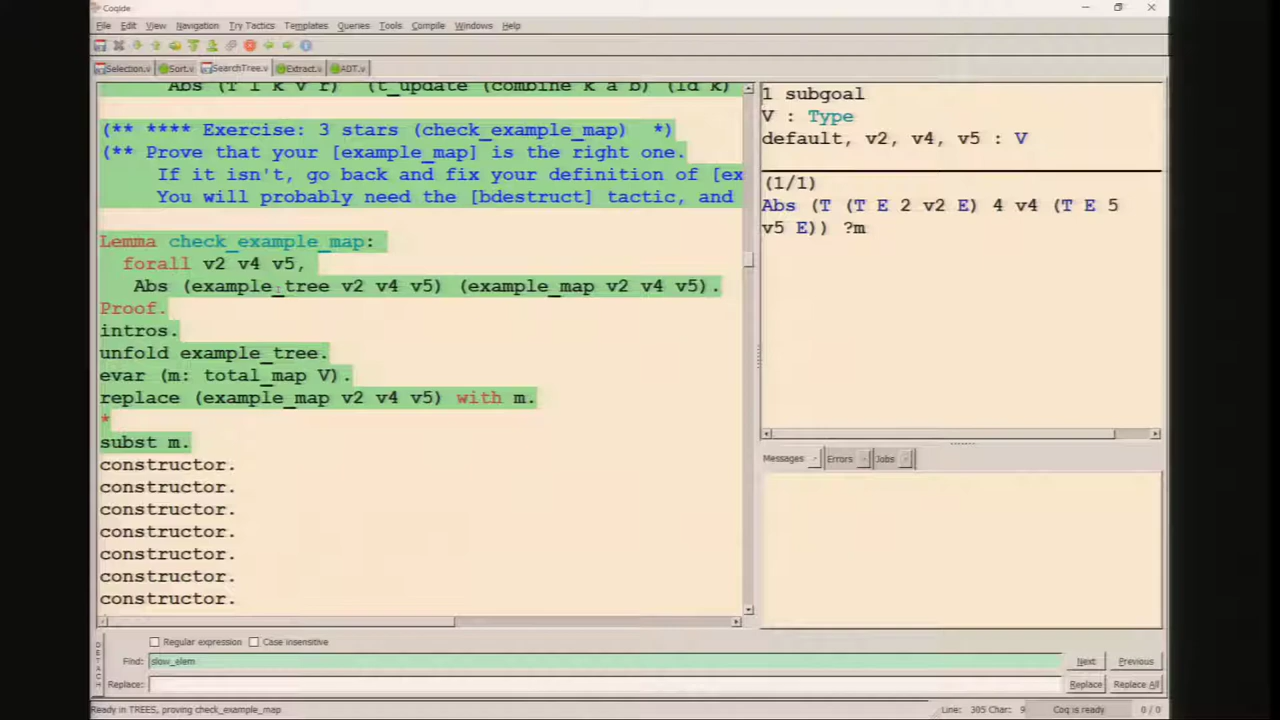 Coqide
File Edit View Navigation Try Tactics Templates Queries Tools Compile Windows Help
Selection.v Sort.v SearchTree.v Extract.v ADT.v
Abs (T l k v r) (t_update (combine k a b) (id k)
(** **** Exercise: 3 stars (check_example_map) *)
(** Prove that your [example_map] is the right one.
If it isn't, go back and fix your definition of [ex
You will probably need the [bdestruct] tactic, and
Lemma check_example_map:
forall v2 v4 v5,
Abs (example_tree v2 v4 v5) (example_map v2 v4 v5).
Proof.
intros.
unfold example_tree.
evar (m: total_map V).
replace (example_map v2 v4 v5) with m.
*
subst m.
constructor.
constructor.
constructor.
constructor.
constructor.
constructor.
constructor.
1 subgoal
V : Type
default, v2, v4, v5 : V
(1/1)
Abs (T (T E 2 v2 E) 4 v4 (T E 5
v5 E)) ?m
Messages Errors Jobs
DETACH
Regular expression Case insensitive
Find: slow_elem Next Previous
Replace: Replace Replace All
Ready in TREES, proving check_example_map Line: 305 Char: 9 Coq is ready 0 / 0